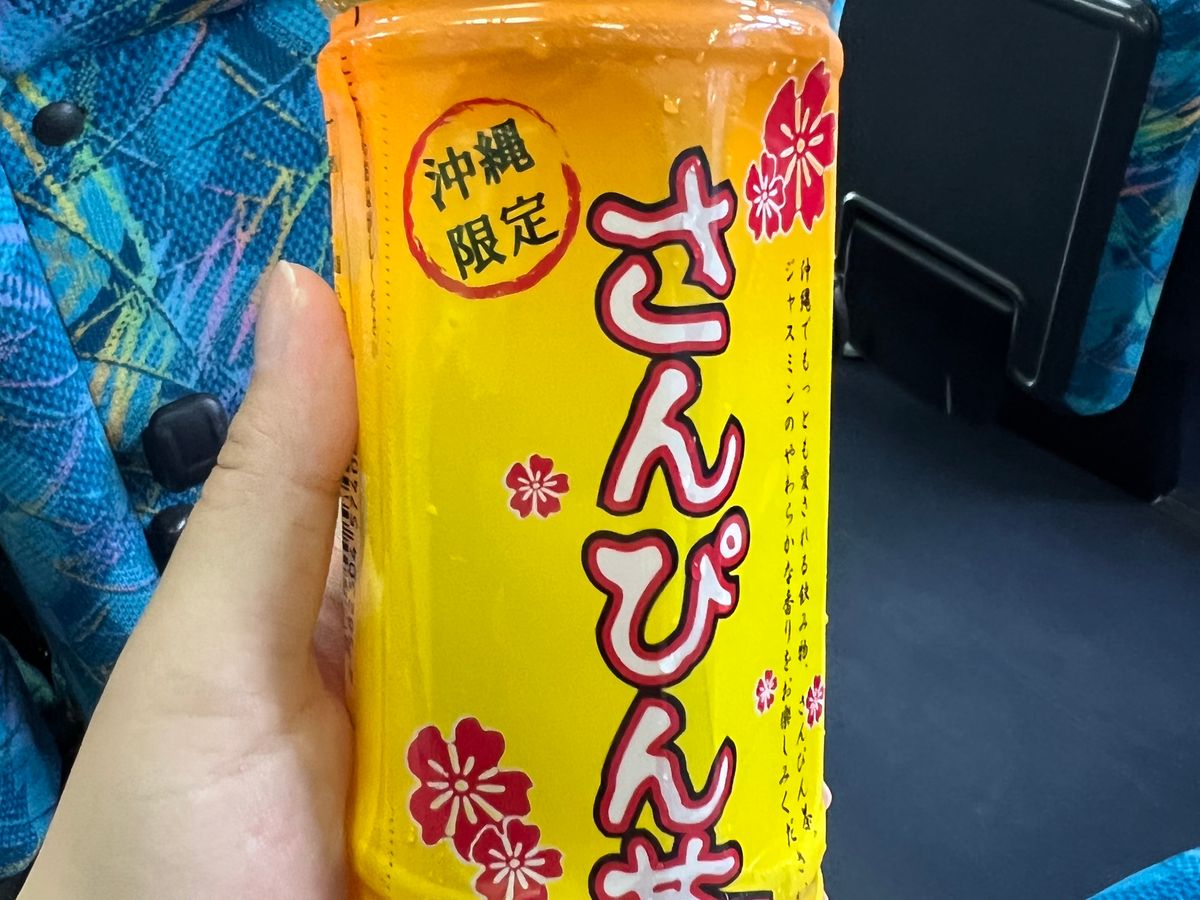 沖縄
限定
さんぴん茶
沖縄でもっとも愛される飲み物、さんぴん茶。
ジャスミンのやわらかな香りをお楽しみくださ